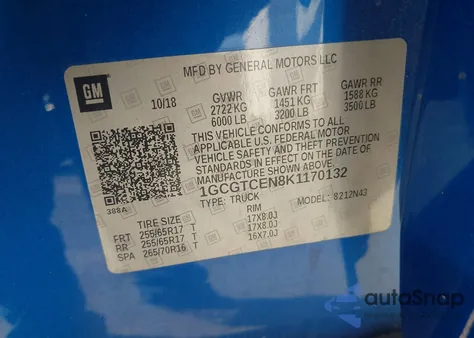 MFD BY GENERAL MOTORS LLC
GM
10/18
GVWR GAWR FRT GAWR RR
2722 KG 1451 KG 1588 KG
6000 LB 3200 LB 3500 LB
THIS VEHICLE CONFORMS TO ALL
APPLICABLE U.S. FEDERAL MOTOR
VEHICLE SAFETY AND THEFT PREVENTION
STANDARDS IN EFFECT ON THE DATE OF
MANUFACTURE SHOWN ABOVE.
1GCGTCEN8K1170132
TYPE: TRUCK MODEL: 8212N43
388A
TIRE SIZE RIM
FRT 255/65R17 T 17X8.0J
RR 255/65R17 T 17X8.0J
SPA 265/70R16 T 16X7.0J
autoSnap